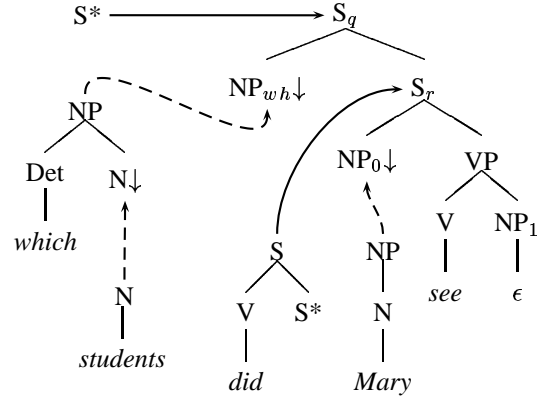 S* S_q
NP_wh↓ S_r
NP
Det N↓ NP_0↓ VP
which
S NP V NP_1
N V S* N see ϵ
students
did Mary